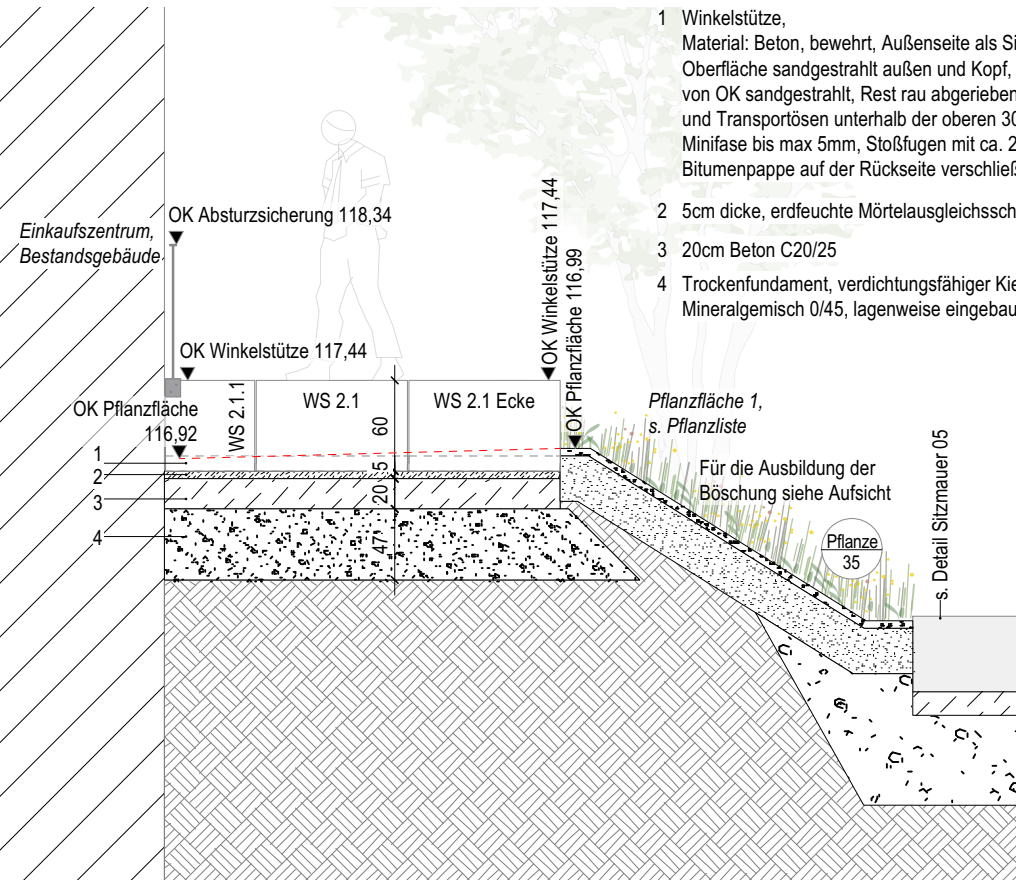 1 Winkelstütze,
Material: Beton, bewehrt, Außenseite als Si
Oberfläche sandgestrahlt außen und Kopf,
von OK sandgestrahlt, Rest rau abgerieben
und Transportösen unterhalb der oberen 30
Minifase bis max 5mm, Stoßfugen mit ca. 2
Bitumenpappe auf der Rückseite verschließ
2 5cm dicke, erdfeuchte Mörtelausgleichssch
3 20cm Beton C20/25
4 Trockenfundament, verdichtungsfähiger Kie
Mineralgemisch 0/45, lagenweise eingebau
Einkaufszentrum,
Bestandsgebäude
OK Absturzsicherung 118,34
OK Winkelstütze 117,44
OK Winkelstütze 117,44
OK Pflanzfläche 116,99
OK Pflanzfläche
116,92
WS 2.1.1
WS 2.1
WS 2.1 Ecke
60
5
20
47
1
2
3
4
Pflanzfläche 1,
s. Pflanzliste
Für die Ausbildung der
Böschung siehe Aufsicht
Pflanze
35
s. Detail Sitzmauer 05